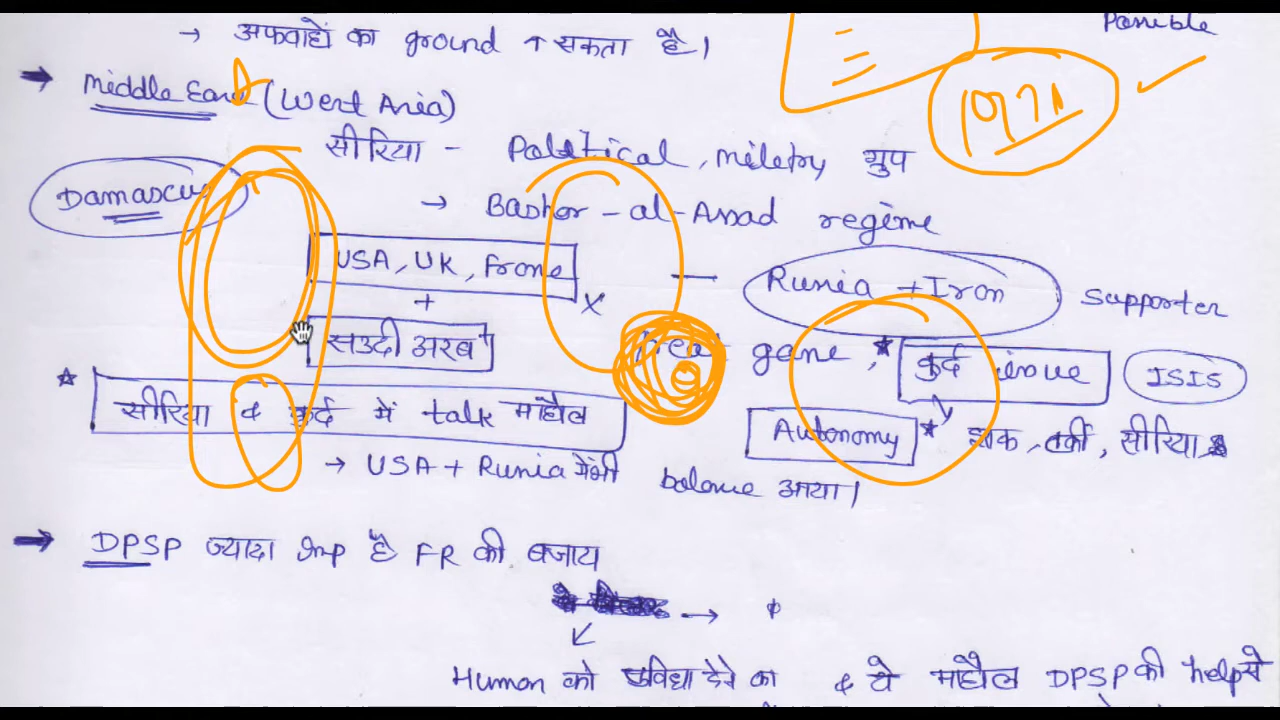 → अफवाहों का ground ↑ सकता है।
Possible
1971 ✓
→ Middle East (West Asia)
सीरिया - Political, miletry ग्रुप
Damascus
→ Bashar-al-Assad regime
USA, UK, France — Russia + Iran supporter
+ x
सउदी अरब game, * कुर्द issue ISIS
* सीरिया & कुर्द में talk माहौल Autonomy * इराक, तर्की, सीरिया
→ USA + Russia में भी balance आया।
→ DPSP ज्यादा Imp है FR की बजाय
→
Human को सुविधा देने का & ये माहौल DPSP की help से